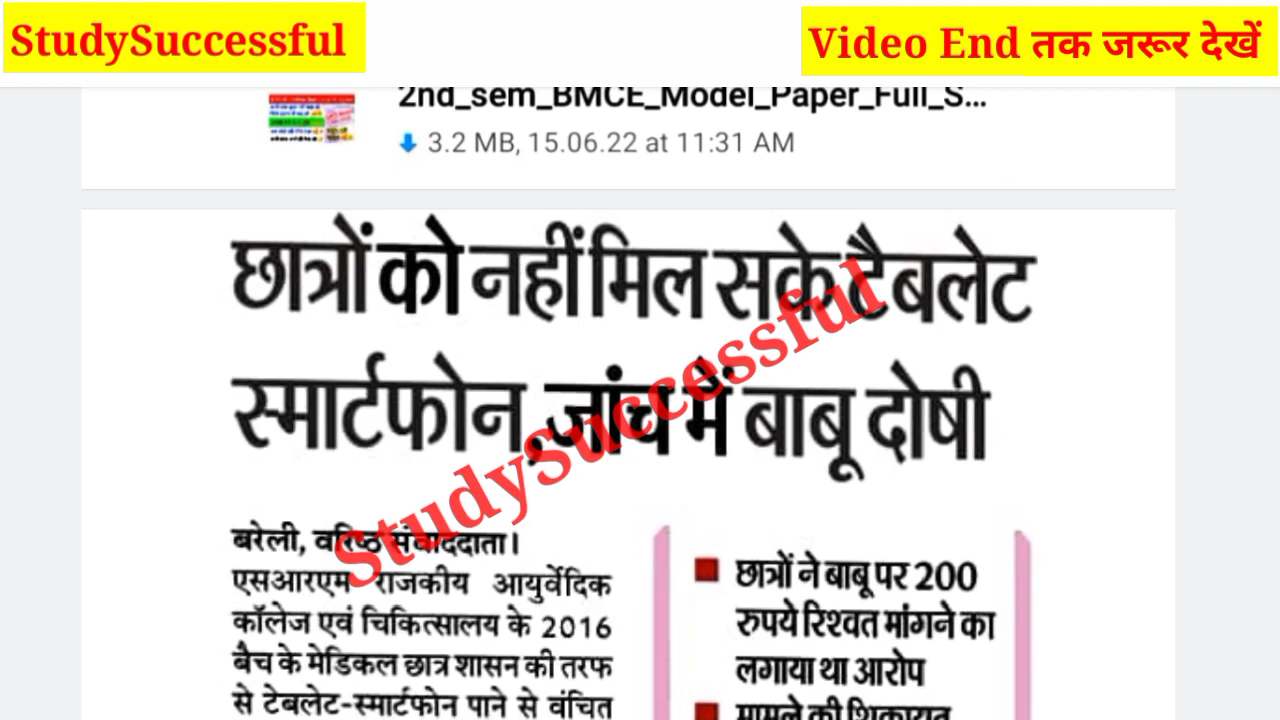 StudySuccessful
Video End तक जरूर देखें
2nd_sem_BMCE_Model_Paper_Full_S...
3.2 MB, 15.06.22 at 11:31 AM
छात्रों को नहीं मिल सके टैबलेट
स्मार्टफोन, जांच में बाबू दोषी
StudySuccessful
बरेली, वरिष्ठ संवाददाता।
एसआरएम राजकीय आयुर्वेदिक
कॉलेज एवं चिकित्सालय के 2016
बैच के मेडिकल छात्र शासन की तरफ
से टेबलेट-स्मार्टफोन पाने से वंचित
छात्रों ने बाबू पर 200
रुपये रिश्वत मांगने का
लगाया था आरोप
मामले की शिकायत